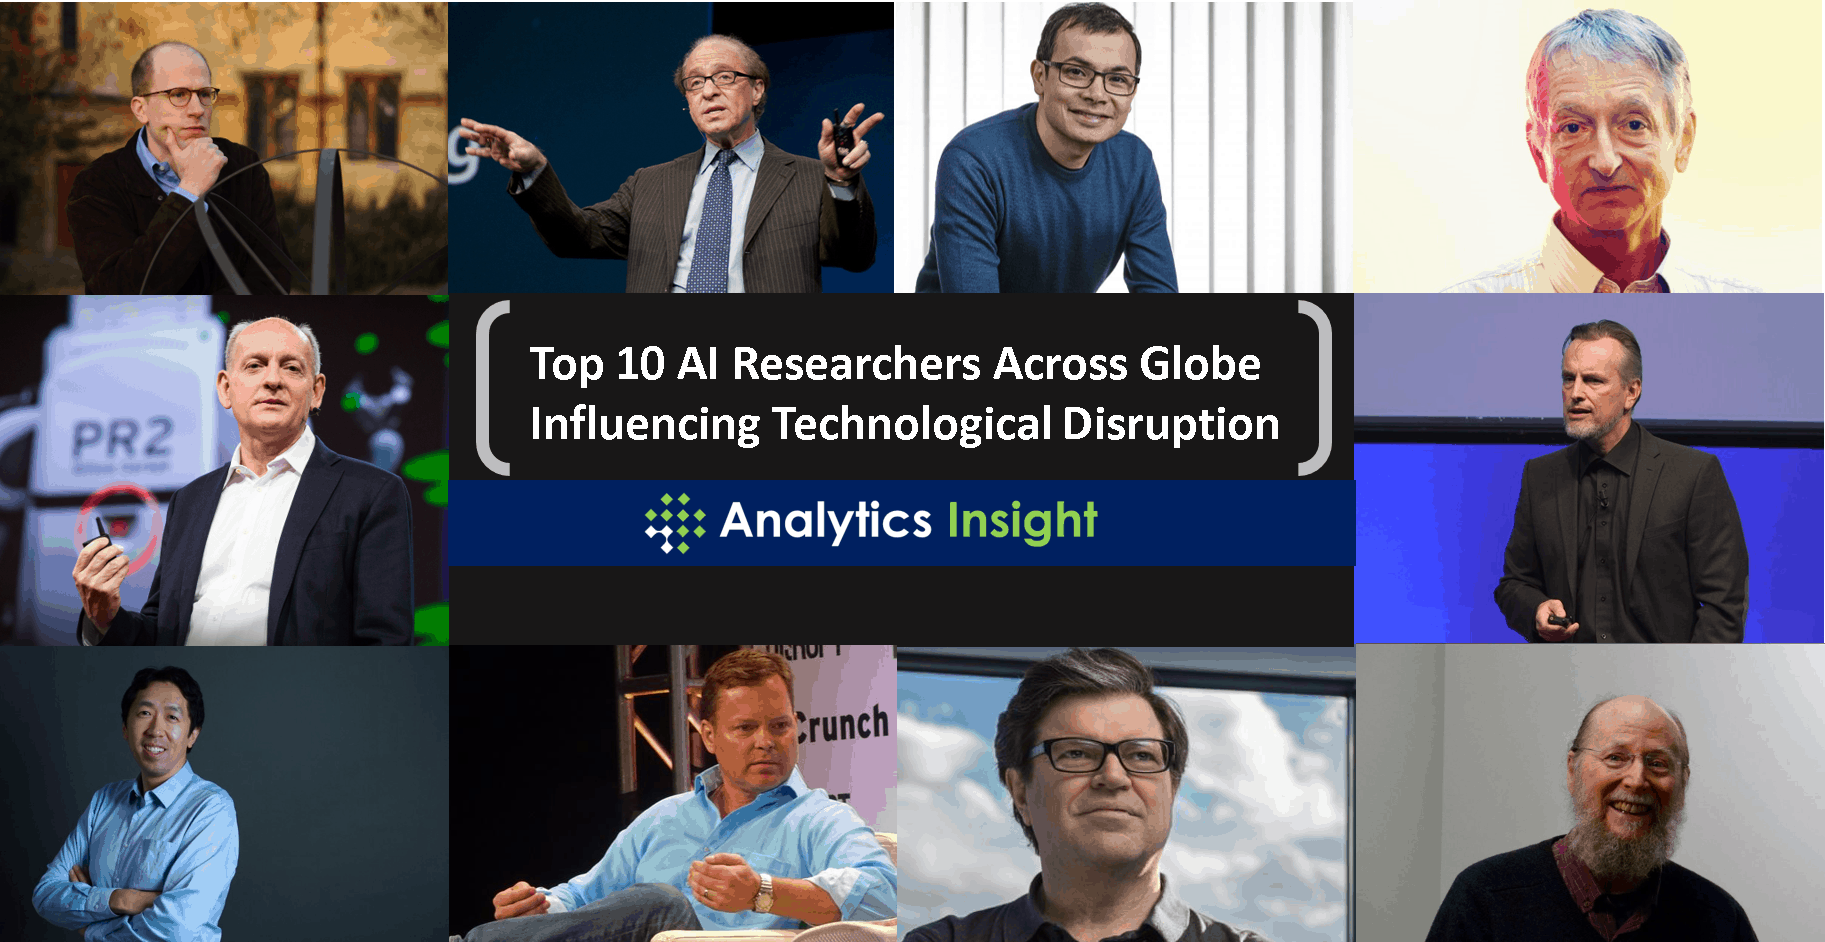 g
Top 10 AI Researchers Across Globe
Influencing Technological Disruption
PR2
Analytics Insight
Crunch